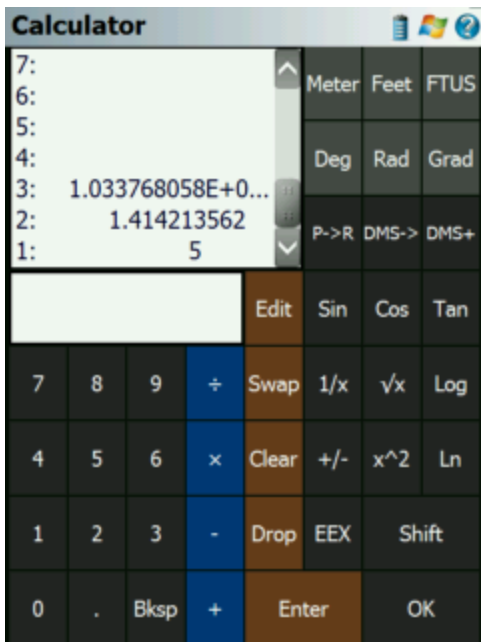 Calculator ?
7:
6:
5:
4:
3: 1.033768058E+0...
2: 1.414213562
1: 5
Meter Feet FTUS
Deg Rad Grad
P->R DMS-> DMS+
Edit Sin Cos Tan
7 8 9 ÷ Swap 1/x √x Log
4 5 6 × Clear +/- x^2 Ln
1 2 3 - Drop EEX Shift
0 . Bksp + Enter OK